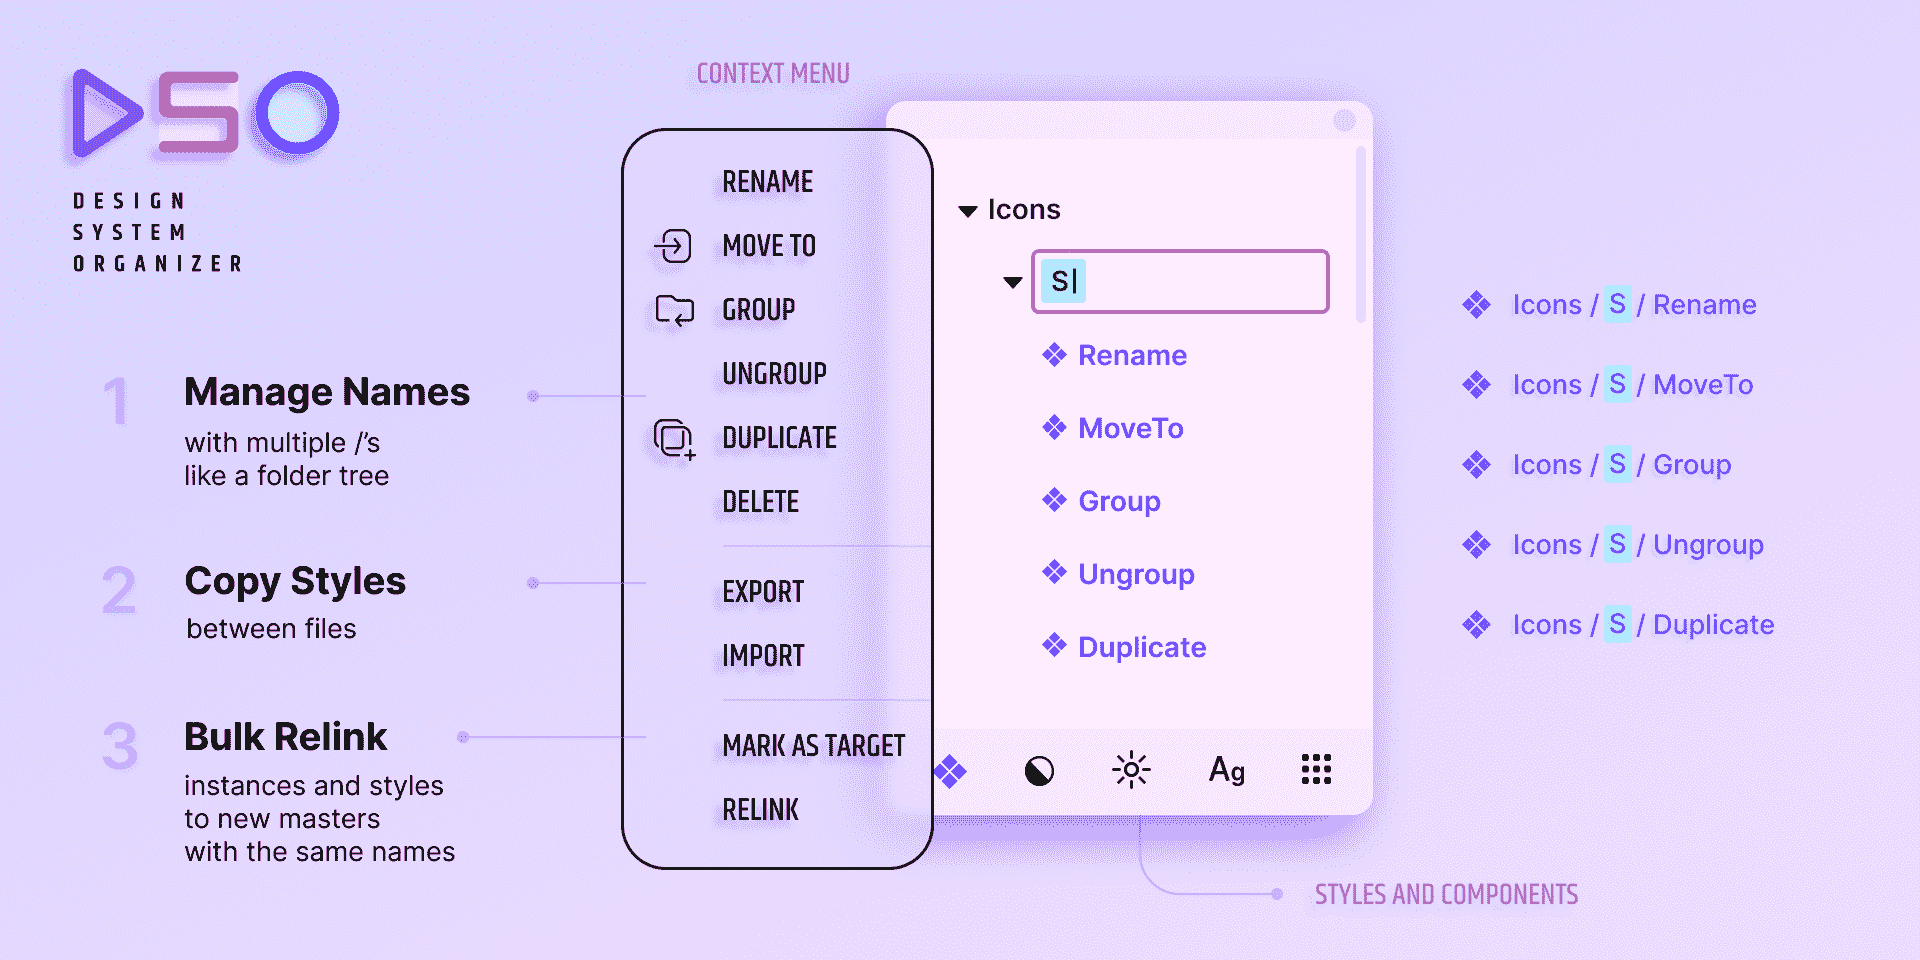 DSO
DESIGN
SYSTEM
ORGANIZER
1
Manage Names
with multiple /'s
like a folder tree
2
Copy Styles
between files
3
Bulk Relink
instances and styles
to new masters
with the same names
CONTEXT MENU
RENAME
MOVE TO
GROUP
UNGROUP
DUPLICATE
DELETE
EXPORT
IMPORT
MARK AS TARGET
RELINK
Icons
S
Rename
MoveTo
Group
Ungroup
Duplicate
Ag
Icons / S / Rename
Icons / S / MoveTo
Icons / S / Group
Icons / S / Ungroup
Icons / S / Duplicate
STYLES AND COMPONENTS